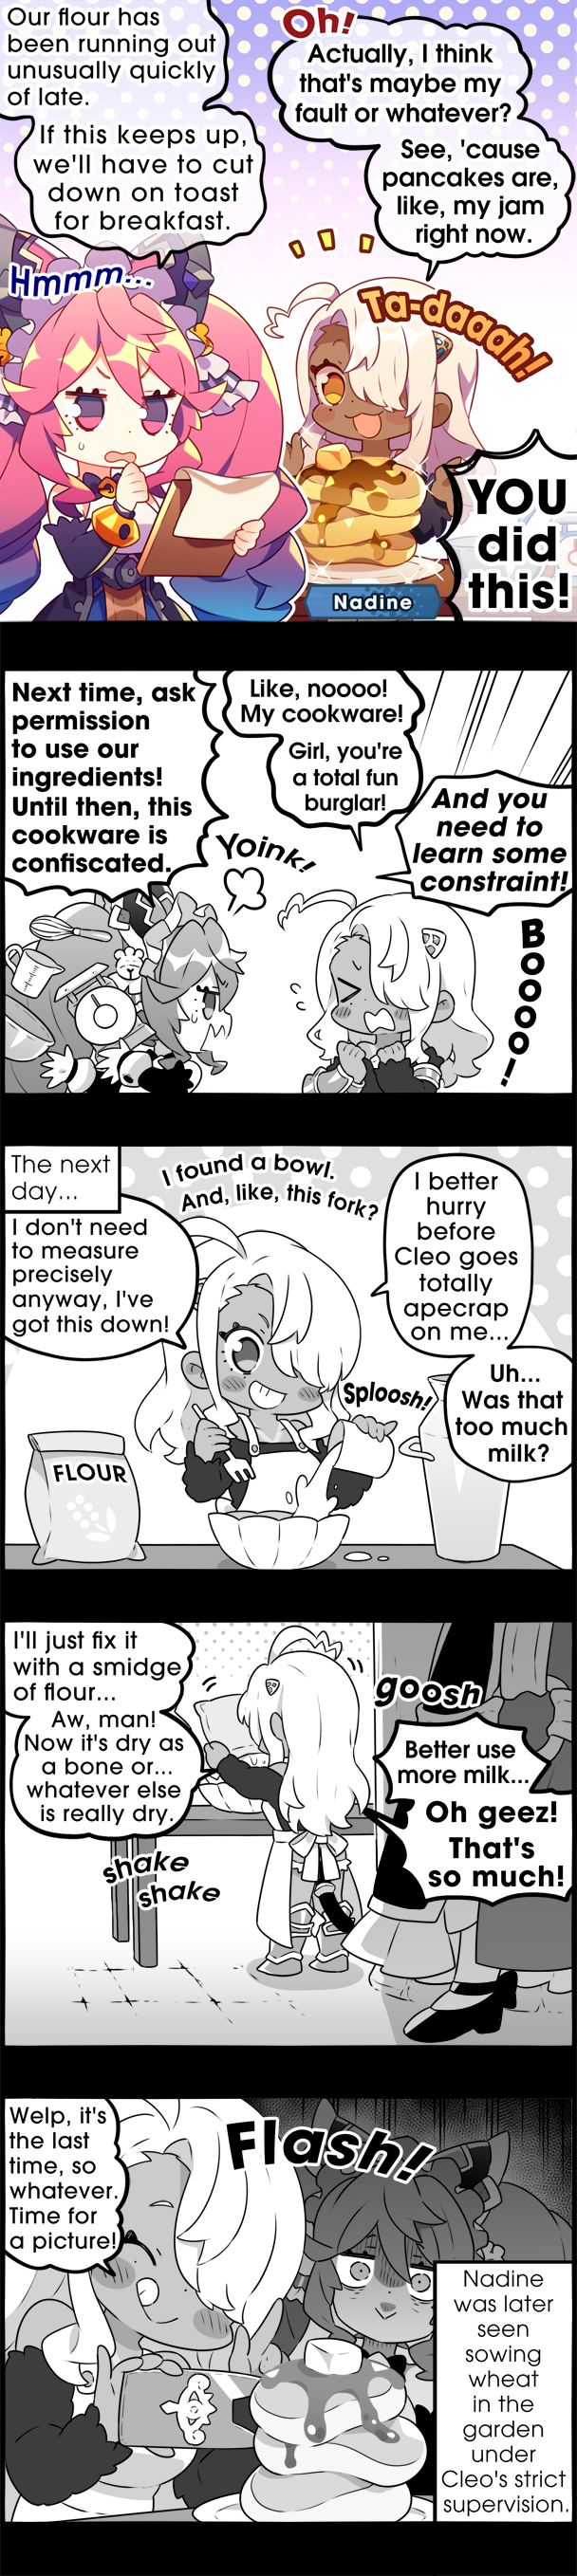 Our flour has
been running out
unusually quickly
of late.
If this keeps up,
we'll have to cut
down on toast
for breakfast.
Hmmm...
Oh!
Actually, I think
that's maybe my
fault or whatever?
See, 'cause
pancakes are,
like, my jam
right now.
Ta-daaah!
Nadine
YOU
did
this!
Next time, ask
permission
to use our
ingredients!
Until then, this
cookware is
confiscated.
Yoink!
Like, noooo!
My cookware!
Girl, you're
a total fun
burglar!
And you
need to
learn some
constraint!
Boooo!
The next
day...
I found a bowl.
And, like, this fork?
I don't need
to measure
precisely
anyway, I've
got this down!
I better
hurry
before
Cleo goes
totally
apecrap
on me...
Sploosh!
Uh...
Was that
too much
milk?
FLOUR
I'll just fix it
with a smidge
of flour...
Aw, man!
Now it's dry as
a bone or...
whatever else
is really dry.
shake
shake
goosh
Better use
more milk...
Oh geez!
That's
so much!
Welp, it's
the last
time, so
whatever.
Time for
a picture!
Flash!
Nadine
was later
seen
sowing
wheat
in the
garden
under
Cleo's strict
supervision.